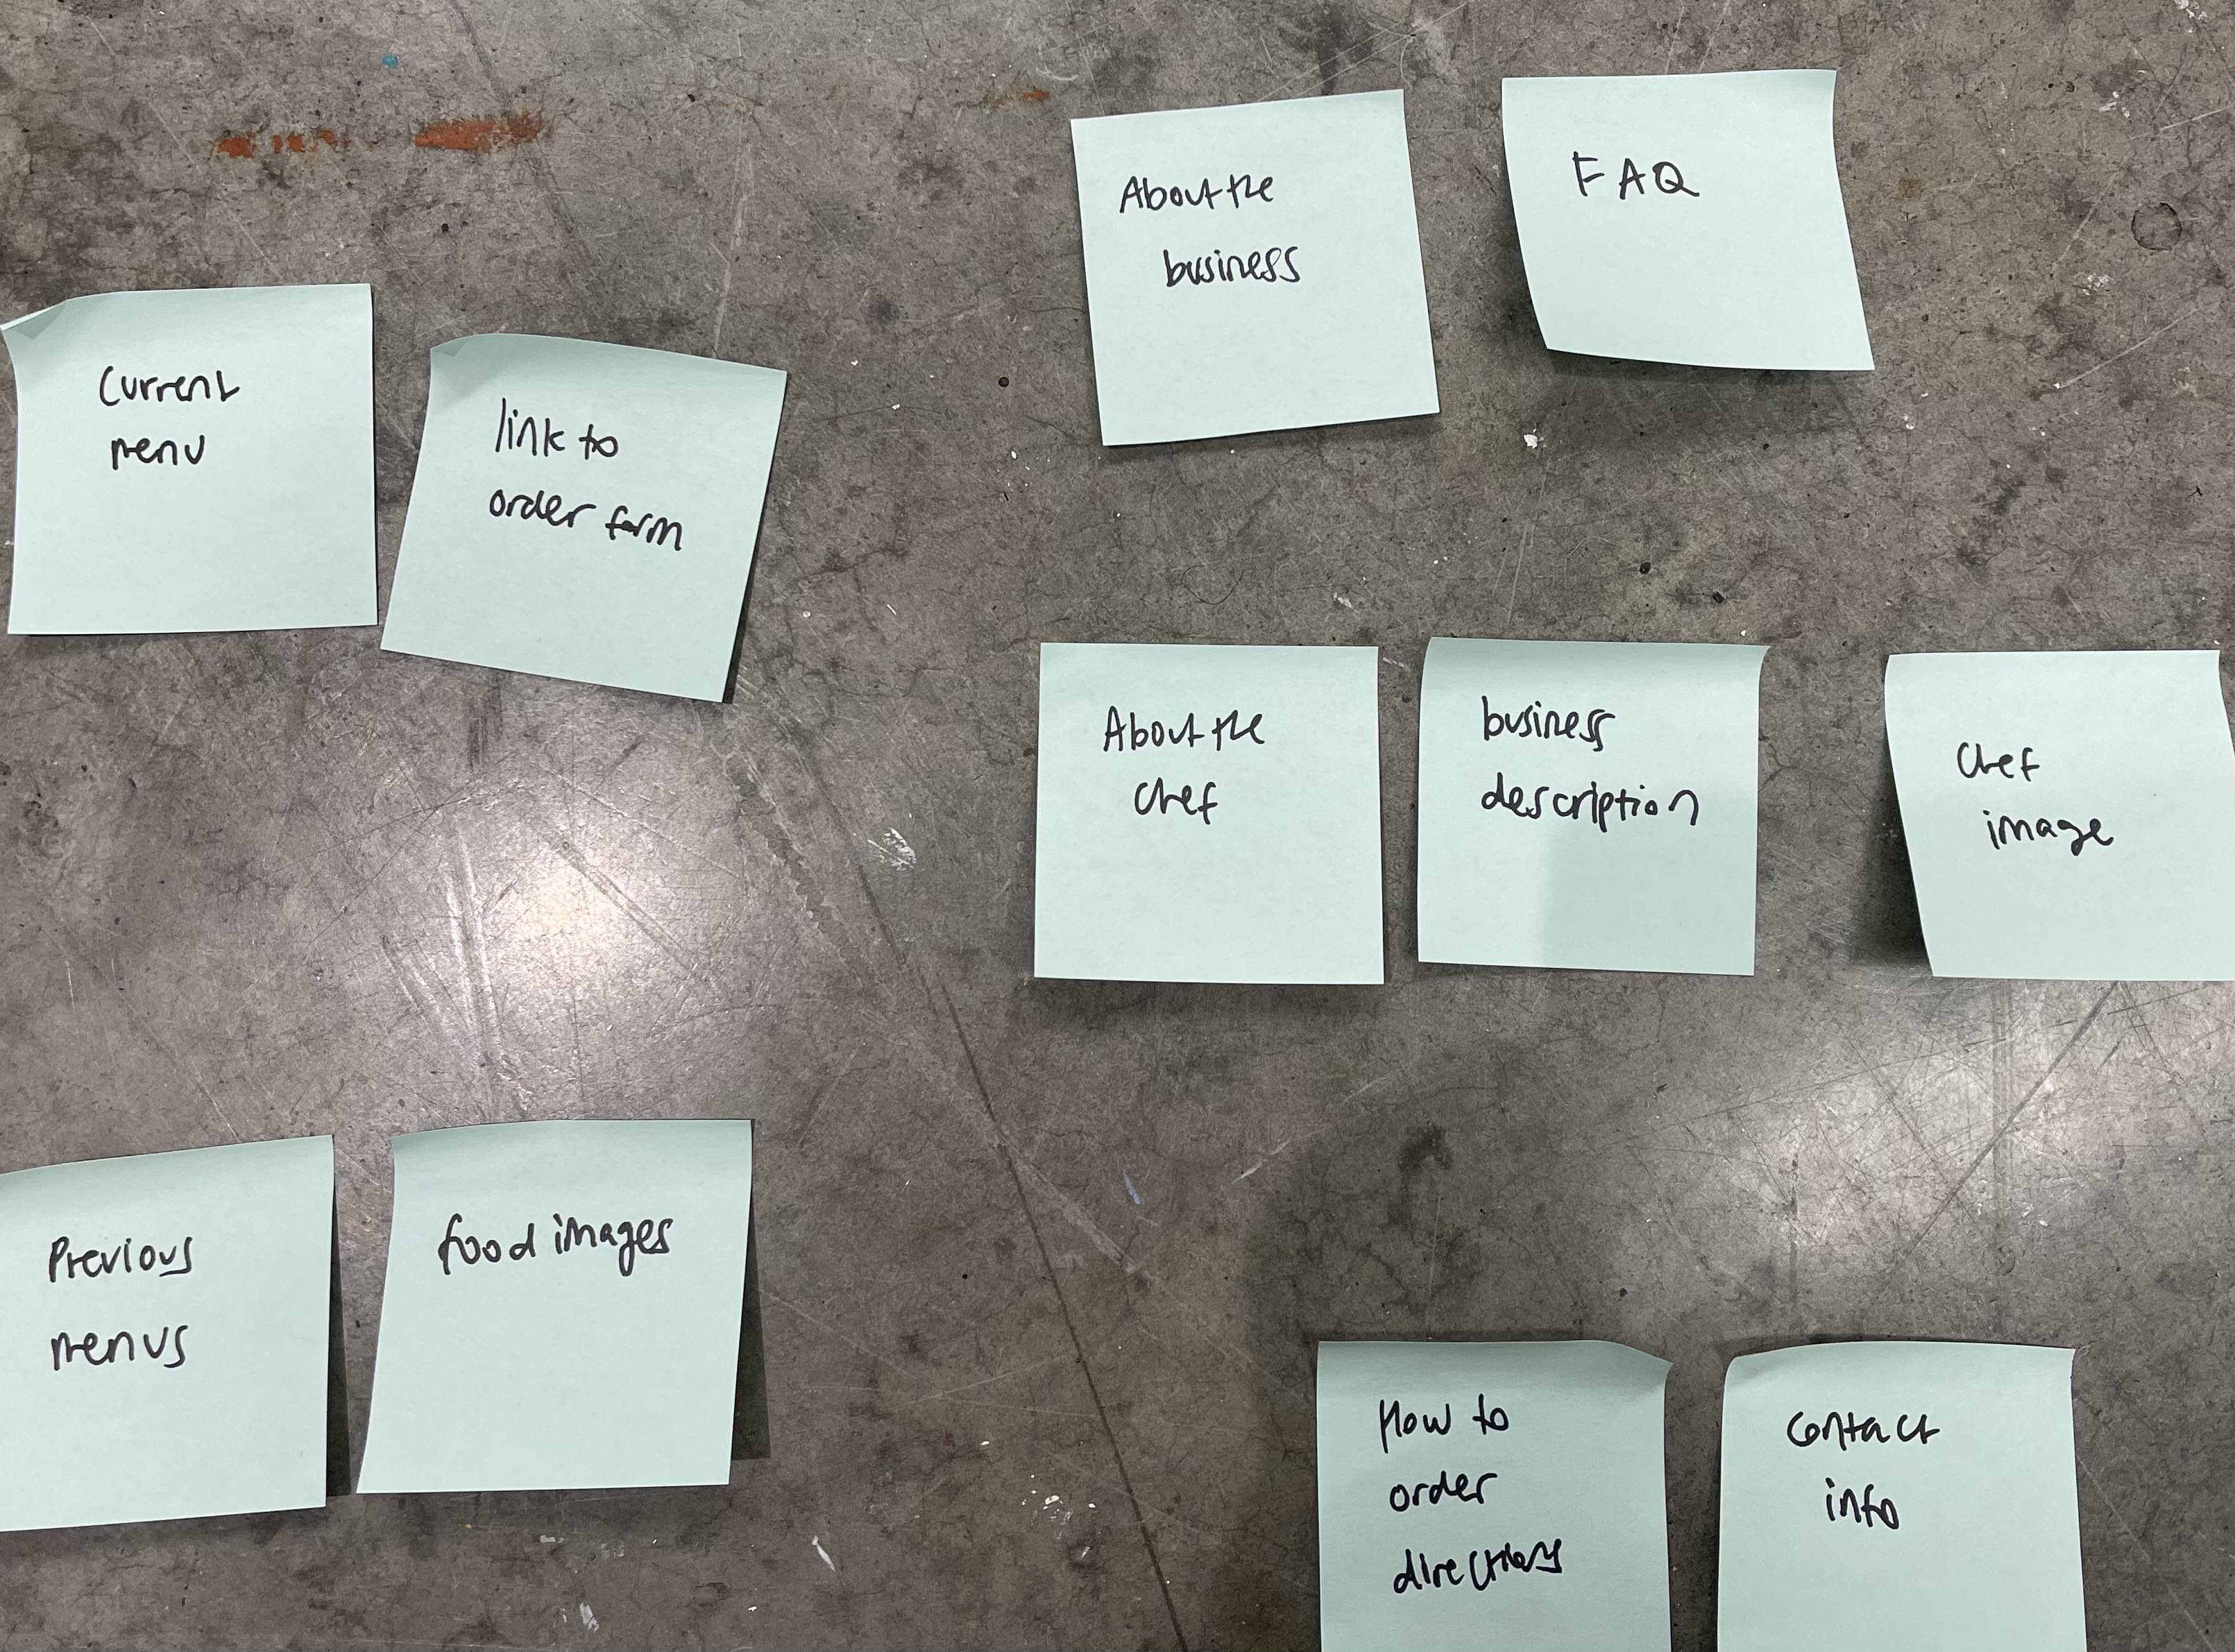 Current
menu
link to
order form
About the
business
FAQ
About the
chef
business
description
Chef
image
Previous
menus
food images
How to
order
directions
Contact
info